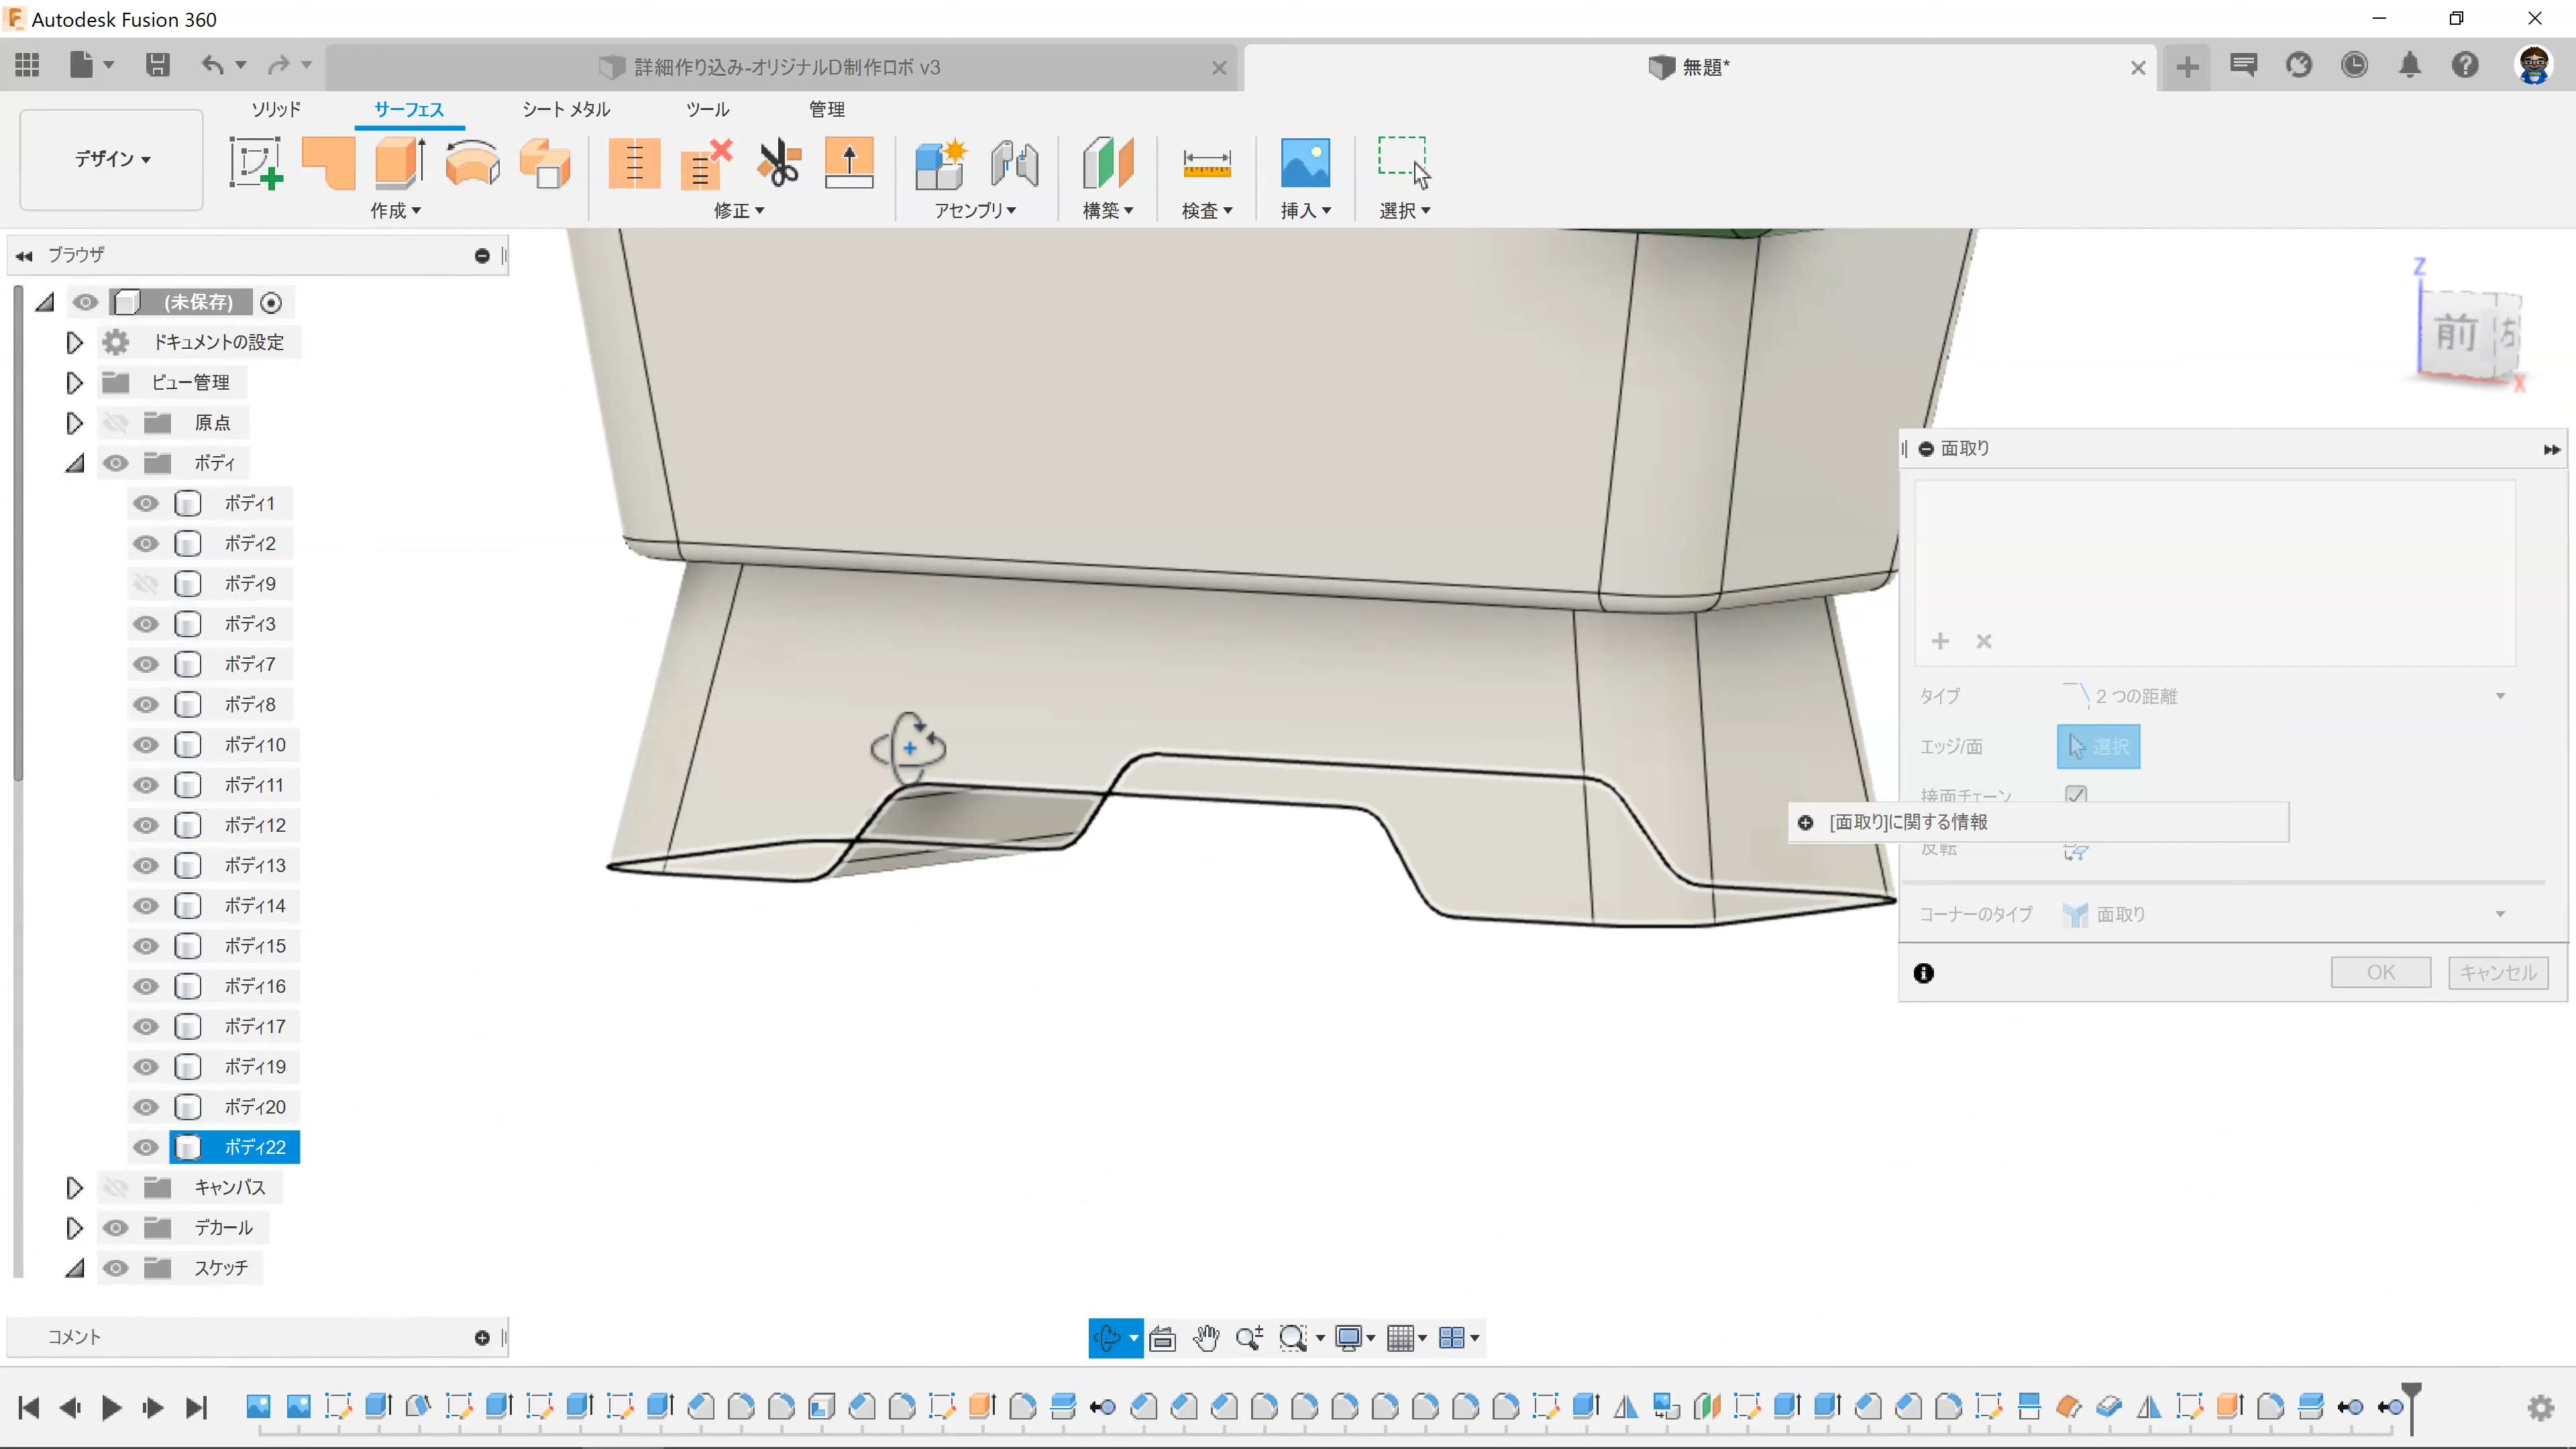 Autodesk Fusion 360
詳細作り込み-オリジナルD制作ロボ v3
無題*
ソリッド
サーフェス
シート メタル
ツール
管理
デザイン
作成
修正
アセンブリ
構築
検査
挿入
選択
ブラウザ
(未保存)
ドキュメントの設定
ビュー管理
原点
ボディ
ボディ1
ボディ2
ボディ9
ボディ3
ボディ7
ボディ8
ボディ10
ボディ11
ボディ12
ボディ13
ボディ14
ボディ15
ボディ16
ボディ17
ボディ19
ボディ20
ボディ22
キャンバス
デカール
スケッチ
コメント
Z
前
右
X
面取り
タイプ
2 つの距離
エッジ/面
選択
接面チェーン
[面取り]に関する情報
反転
コーナーのタイプ
面取り
OK
キャンセル